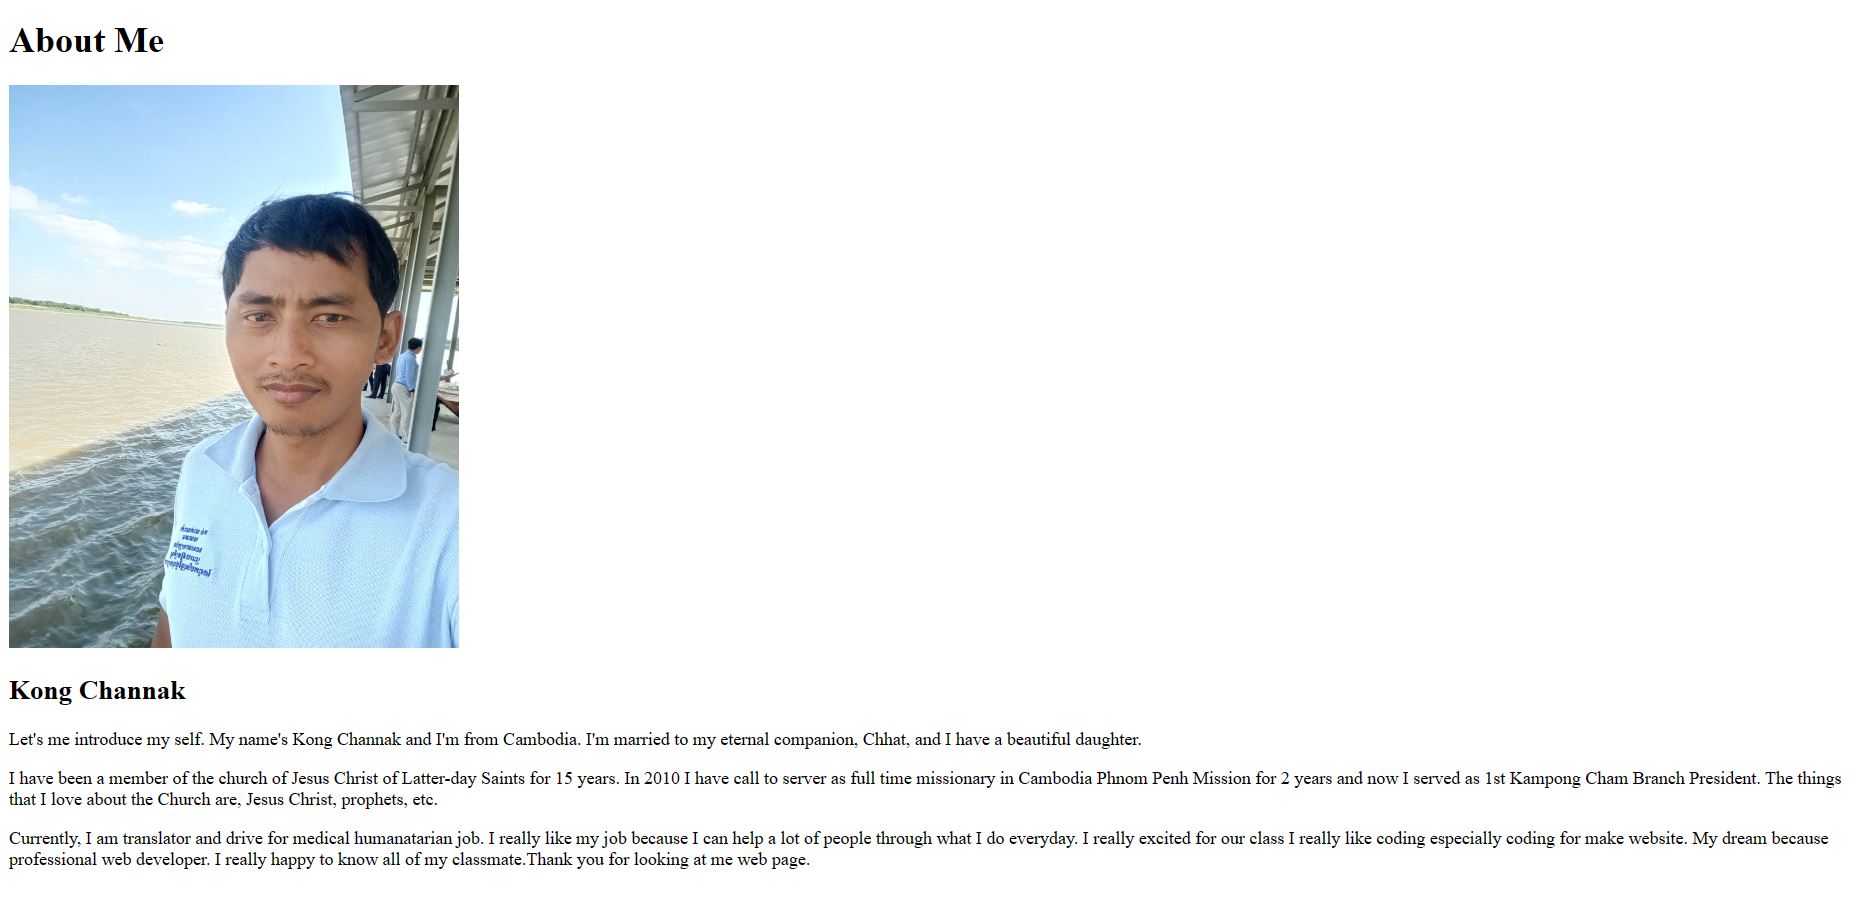 About Me
Kong Channak
Let's me introduce my self. My name's Kong Channak and I'm from Cambodia. I'm married to my eternal companion, Chhat, and I have a beautiful daughter.
I have been a member of the church of Jesus Christ of Latter-day Saints for 15 years. In 2010 I have call to server as full time missionary in Cambodia Phnom Penh Mission for 2 years and now I served as 1st Kampong Cham Branch President. The things
that I love about the Church are, Jesus Christ, prophets, etc.
Currently, I am translator and drive for medical humanatarian job. I really like my job because I can help a lot of people through what I do everyday. I really excited for our class I really like coding especially coding for make website. My dream because
professional web developer. I really happy to know all of my classmate.Thank you for looking at me web page.